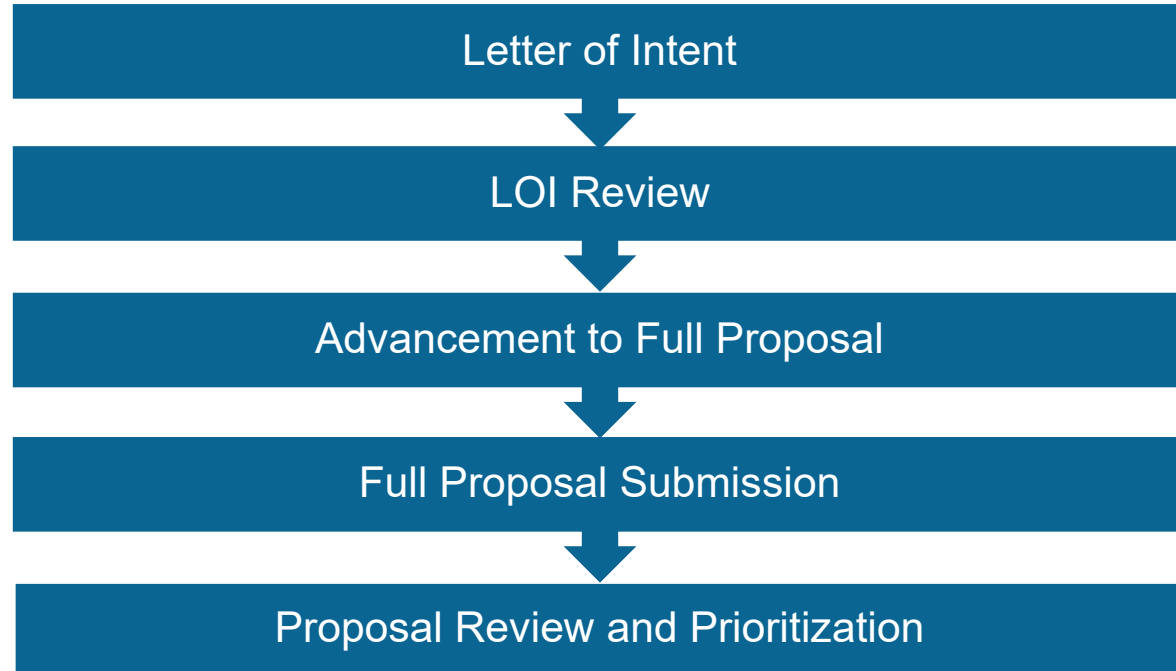 Letter of Intent
LOI Review
Advancement to Full Proposal
Full Proposal Submission
Proposal Review and Prioritization